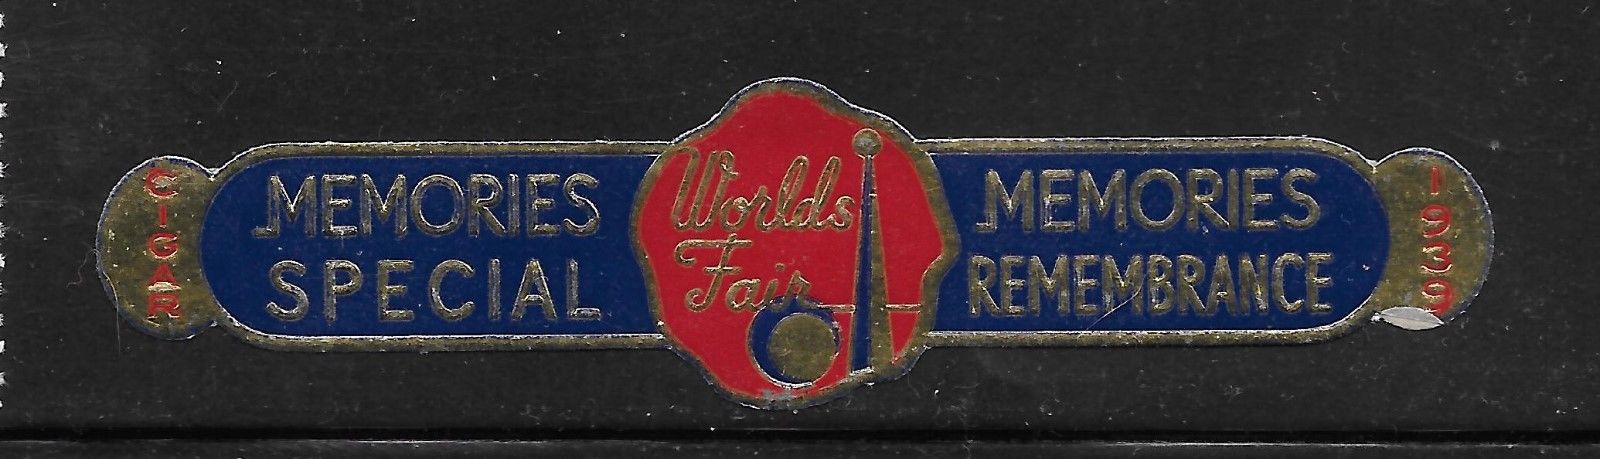 CIGAR
MEMORIES
SPECIAL
Worlds
Fair
MEMORIES
REMEMBRANCE
1939